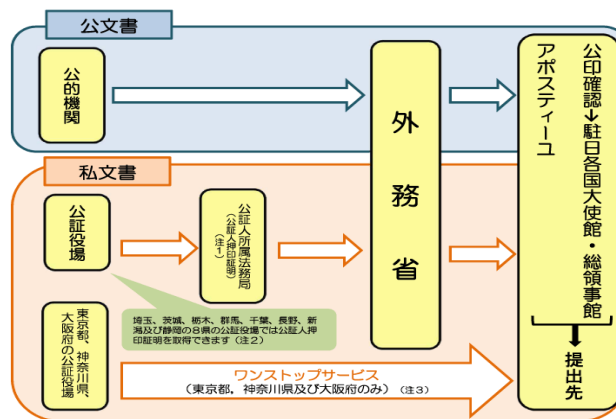 公文書
公的機関
外務省
公印確認→駐日各国大使館・総領事館
アポスティーユ
提出先
私文書
公証役場
公証人所属法務局
(公証人押印証明)
(注1)
埼玉、茨城、栃木、群馬、千葉、長野、新
潟及び静岡の8県の公証役場では公証人押
印証明を取得できます(注2)
東京都、神奈川県、
大阪府の公証役場
ワンストップサービス
(東京都,神奈川県及び大阪府のみ)(注3)